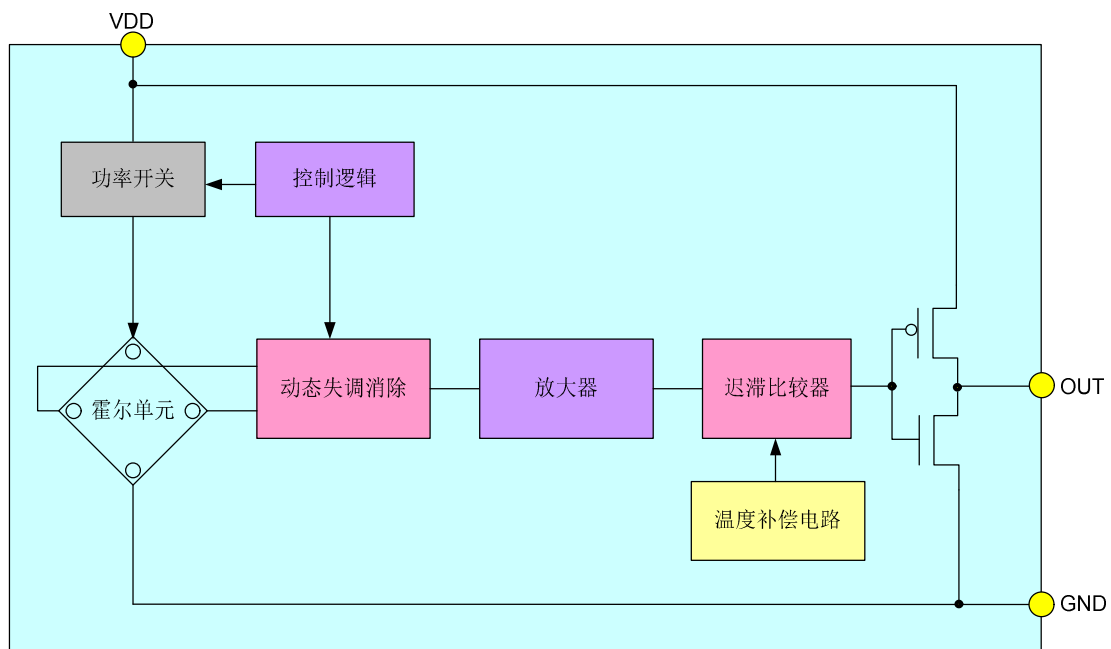 VDD
功率开关
控制逻辑
霍尔单元
动态失调消除
放大器
迟滞比较器
OUT
温度补偿电路
GND